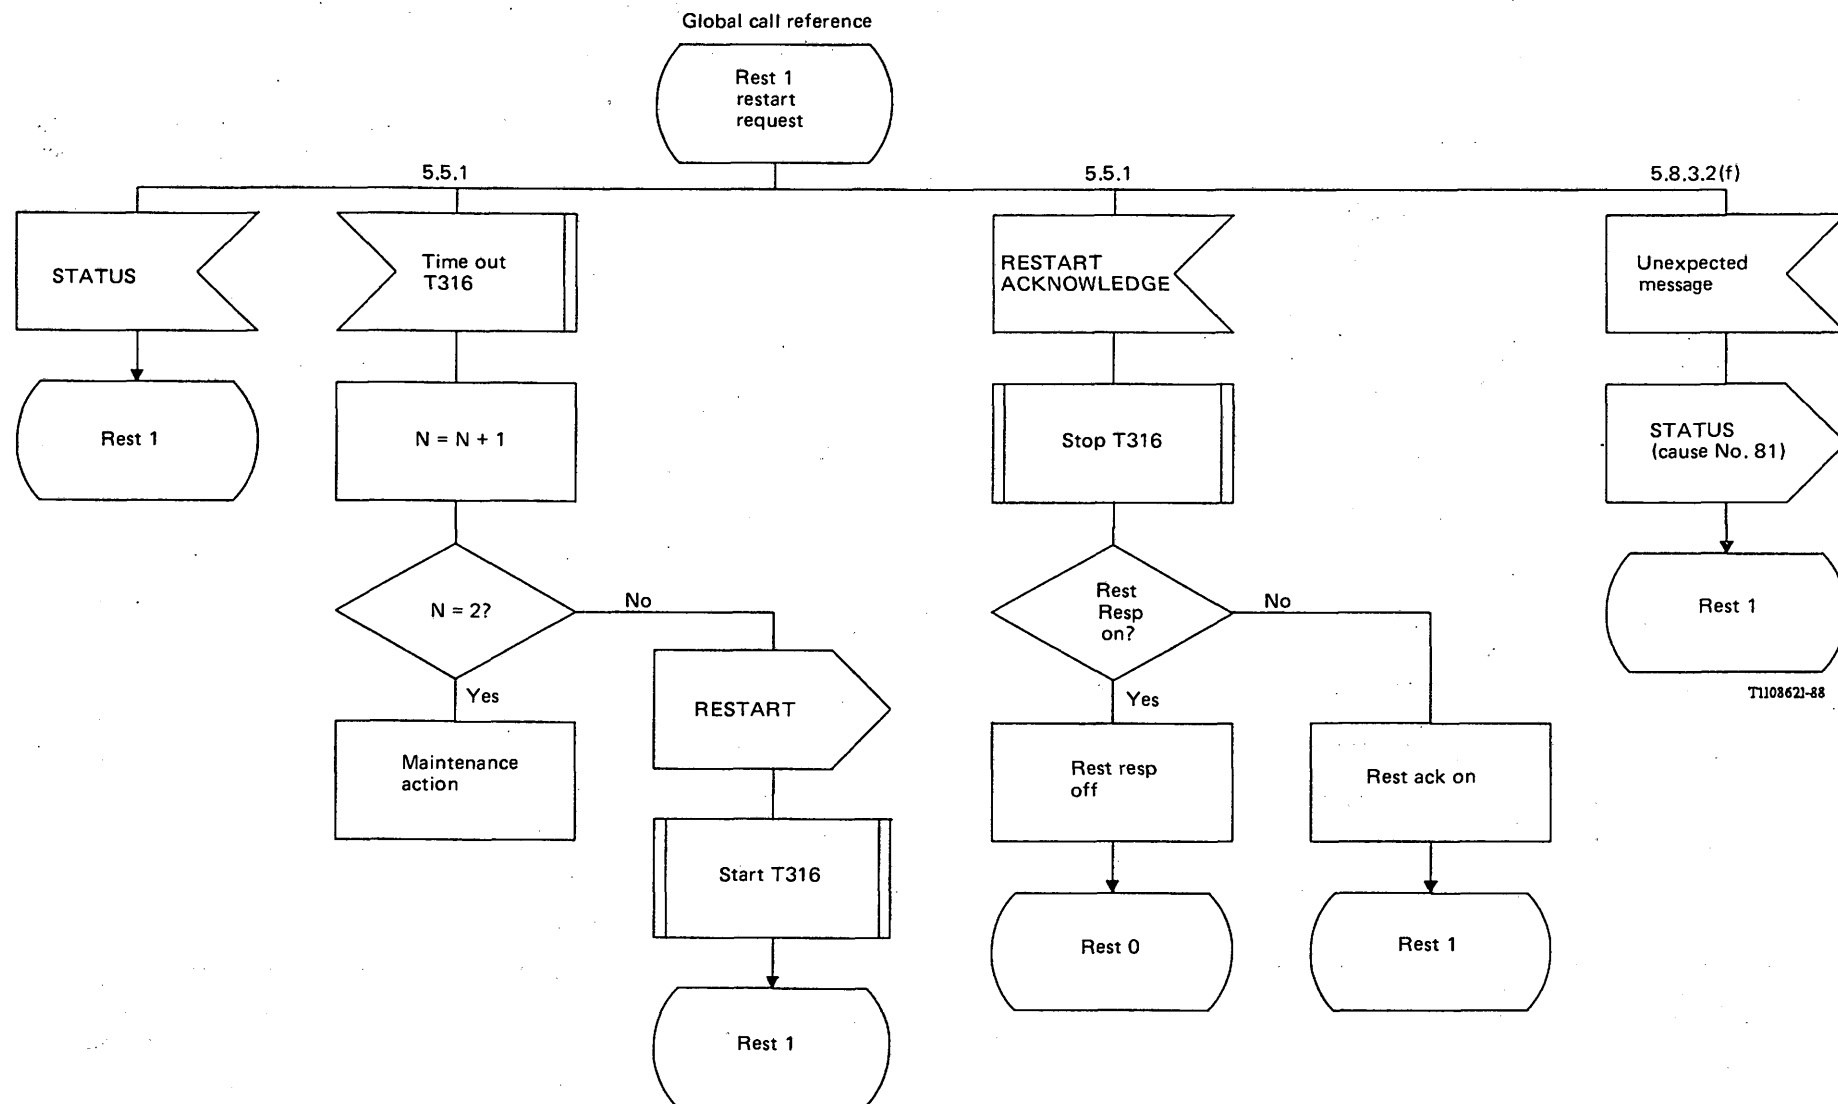 Global call reference
Rest 1
restart
request
5.5.1
5.5.1
5.8.3.2(f)
STATUS
Time out
T316
RESTART
ACKNOWLEDGE
Unexpected
message
Rest 1
N = N + 1
Stop T316
STATUS
(cause No. 81)
N = 2?
No
Rest
Resp
on?
No
Rest 1
Yes
RESTART
Yes
T1108621-88
Maintenance
action
Rest resp
off
Rest ack on
Start T316
Rest 0
Rest 1
Rest 1